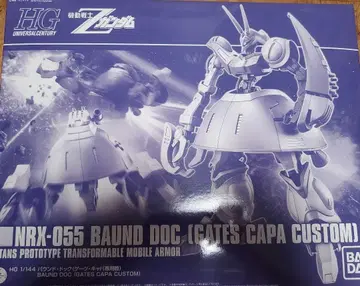 HG
UNIVERSAL CENTURY
機動戦士
Zガンダム
NRX-055 BAUND DOC (GATES CAPA CUSTOM)
TANS PROTOTYPE TRANSFORMABLE MOBILE ARMOR
HG 1/144 バウンド・ドック(ゲーツ・キャパ専用機)
BAUND DOC (GATES CAPA CUSTOM)
BANDAI